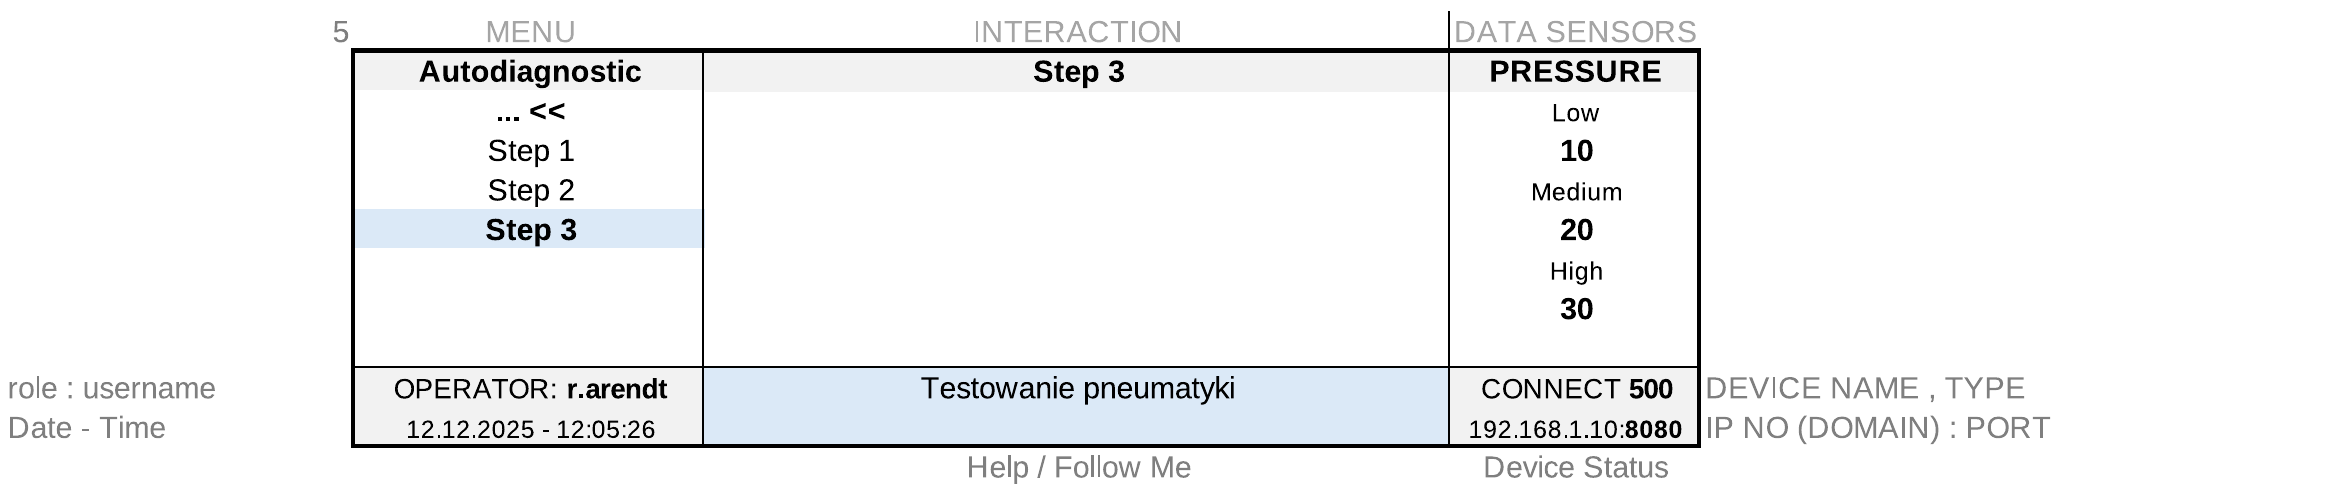 5 MENU INTERACTION DATA SENSORS
Autodiagnostic Step 3 PRESSURE
... << Low
Step 1 10
Step 2 Medium
Step 3 20
High
30
role : username OPERATOR: r.arendt Testowanie pneumatyki CONNECT 500 DEVICE NAME , TYPE
Date - Time 12.12.2025 - 12:05:26 192.168.1.10:8080 IP NO (DOMAIN) : PORT
Help / Follow Me Device Status